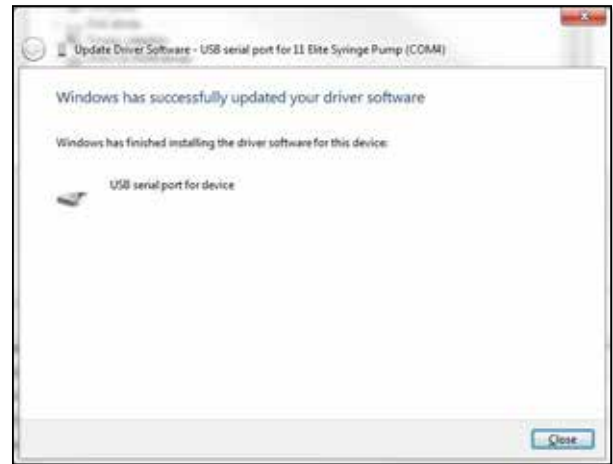 Update Driver Software - USB serial port for 11 Elite Syringe Pump (COM4)
Windows has successfully updated your driver software
Windows has finished installing the driver software for this device:
USB serial port for device
Close